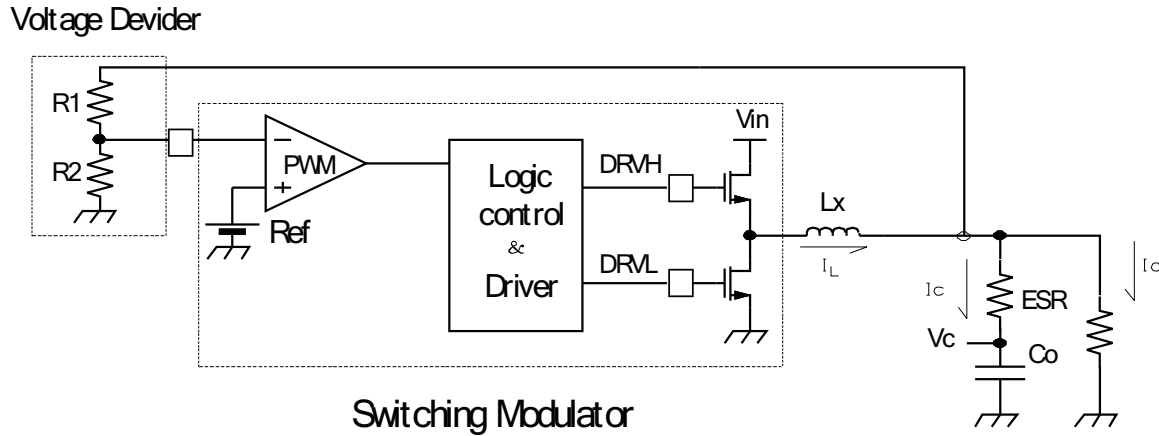 Voltage Devider
R1
R2
PWM
Ref
Logic
control
&
Driver
DRVH
DRVL
Vin
Lx
I L
Ic
ESR
Io
Vc
Co
Switching Modulator